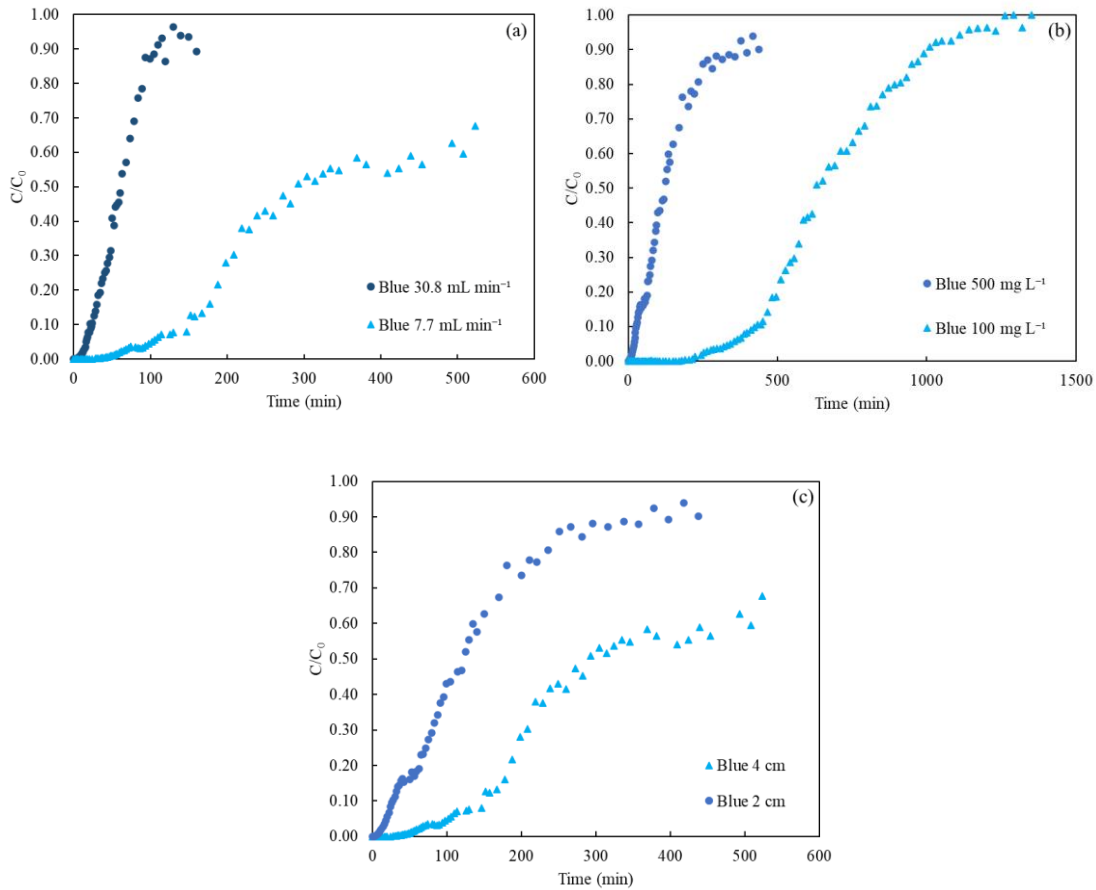 (a)
1.00
0.90
0.80
0.70
0.60
0.50
0.40
0.30
0.20
0.10
0.00
C/C₀
0 100 200 300 400 500 600
Time (min)
Blue 30.8 mL min⁻¹
Blue 7.7 mL min⁻¹
(b)
1.00
0.90
0.80
0.70
0.60
0.50
0.40
0.30
0.20
0.10
0.00
C/C₀
0 500 1000 1500
Time (min)
Blue 500 mg L⁻¹
Blue 100 mg L⁻¹
(c)
1.00
0.90
0.80
0.70
0.60
0.50
0.40
0.30
0.20
0.10
0.00
C/C₀
0 100 200 300 400 500 600
Time (min)
Blue 4 cm
Blue 2 cm